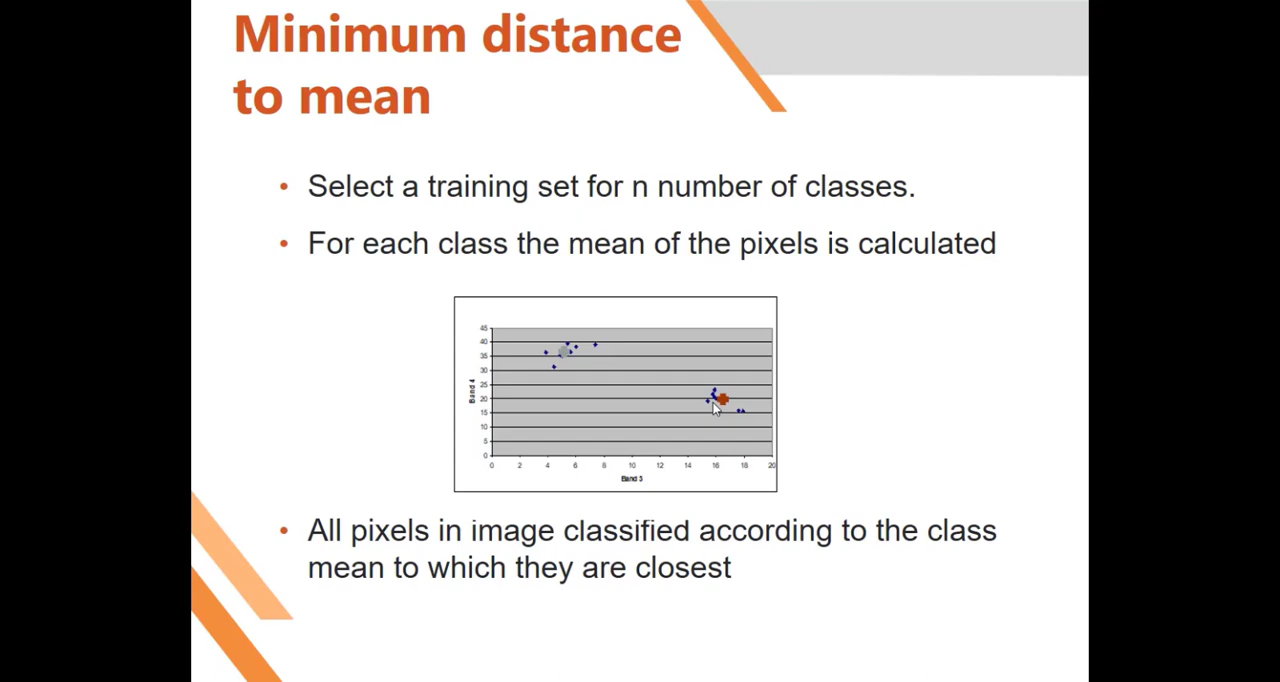 Minimum distance
to mean
• Select a training set for n number of classes.
• For each class the mean of the pixels is calculated
45
40
35
30
25
20
15
10
5
0
Band 4
0 2 4 6 8 10 12 14 16 18 20
Band 3
• All pixels in image classified according to the class
mean to which they are closest